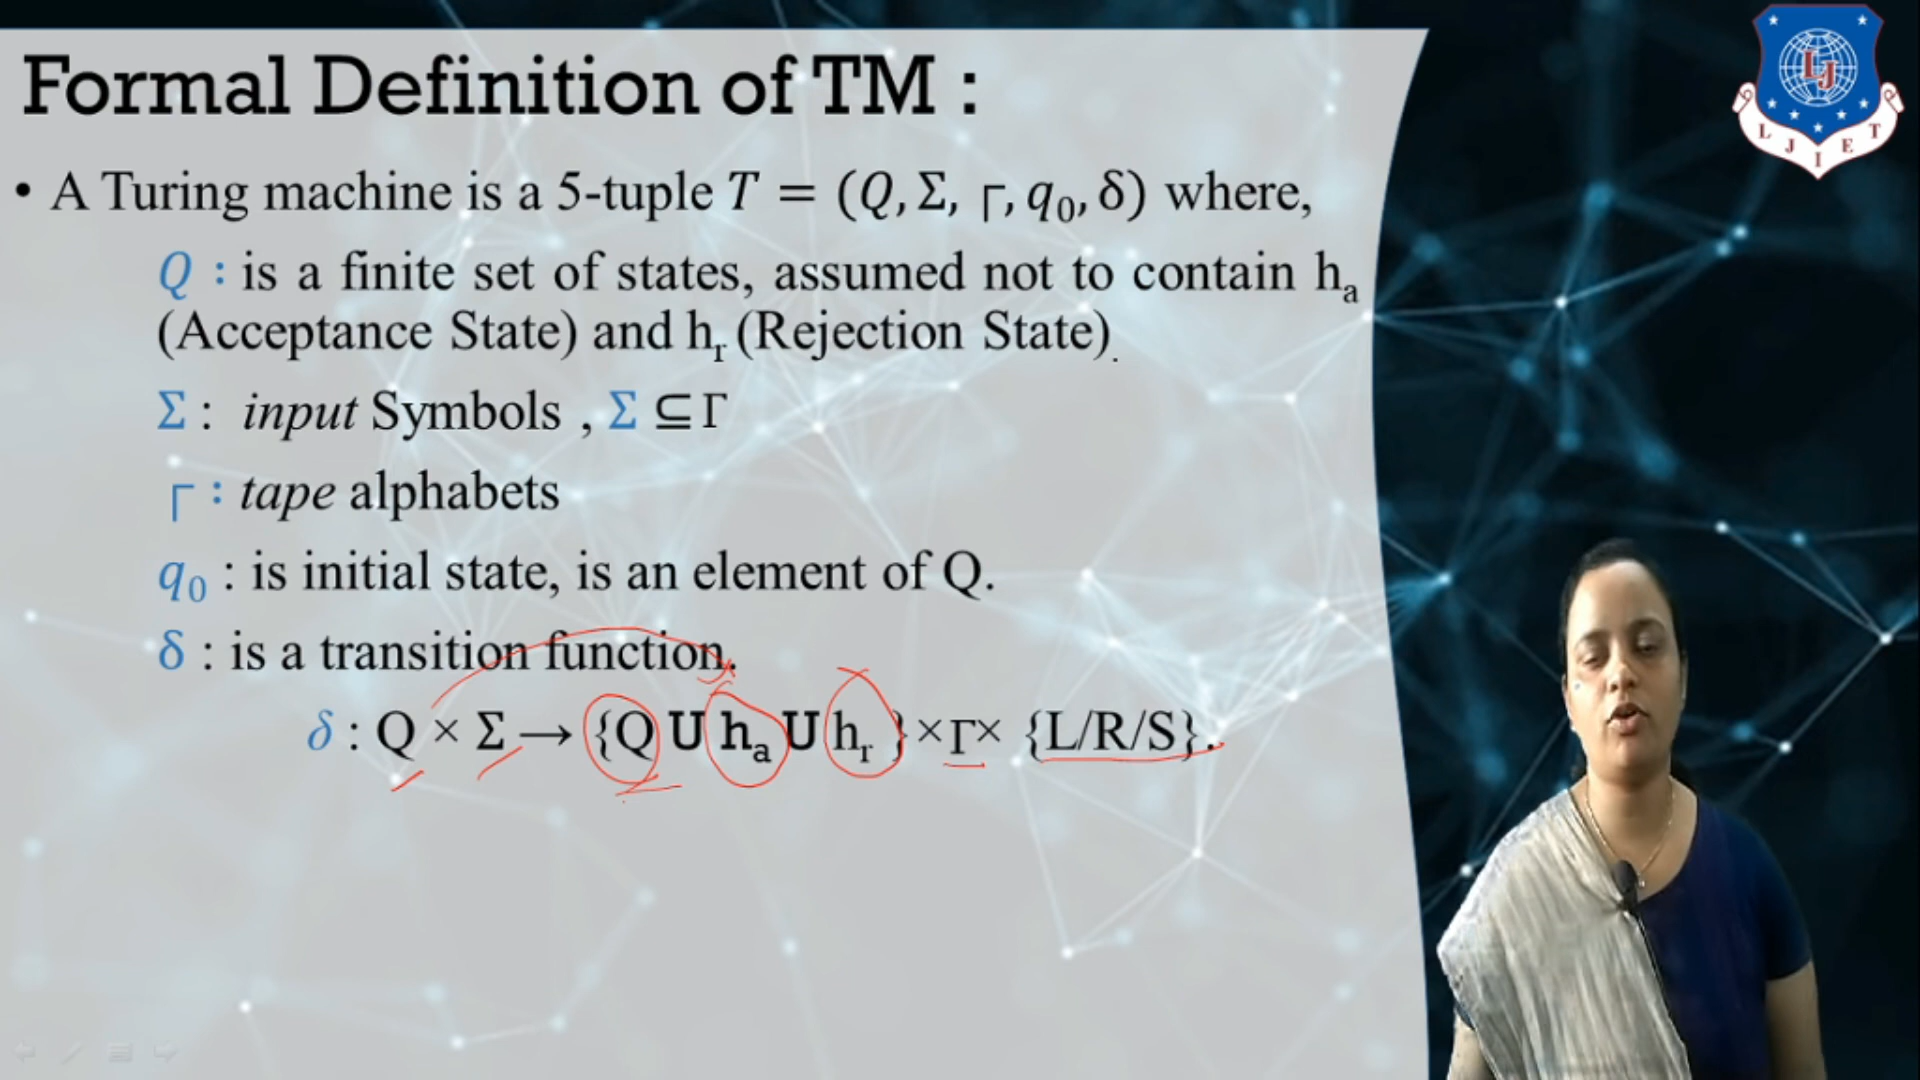 Formal Definition of TM :
• A Turing machine is a 5-tuple T = (Q, Σ, Γ, q₀, δ) where,
Q : is a finite set of states, assumed not to contain hₐ
(Acceptance State) and hᵣ (Rejection State).
Σ : input Symbols , Σ ⊆ Γ
Γ : tape alphabets
q₀ : is initial state, is an element of Q.
δ : is a transition function.
δ : Q × Σ → {Q U hₐ U hᵣ } × Γ × {L/R/S}.
LJ
L J I E T